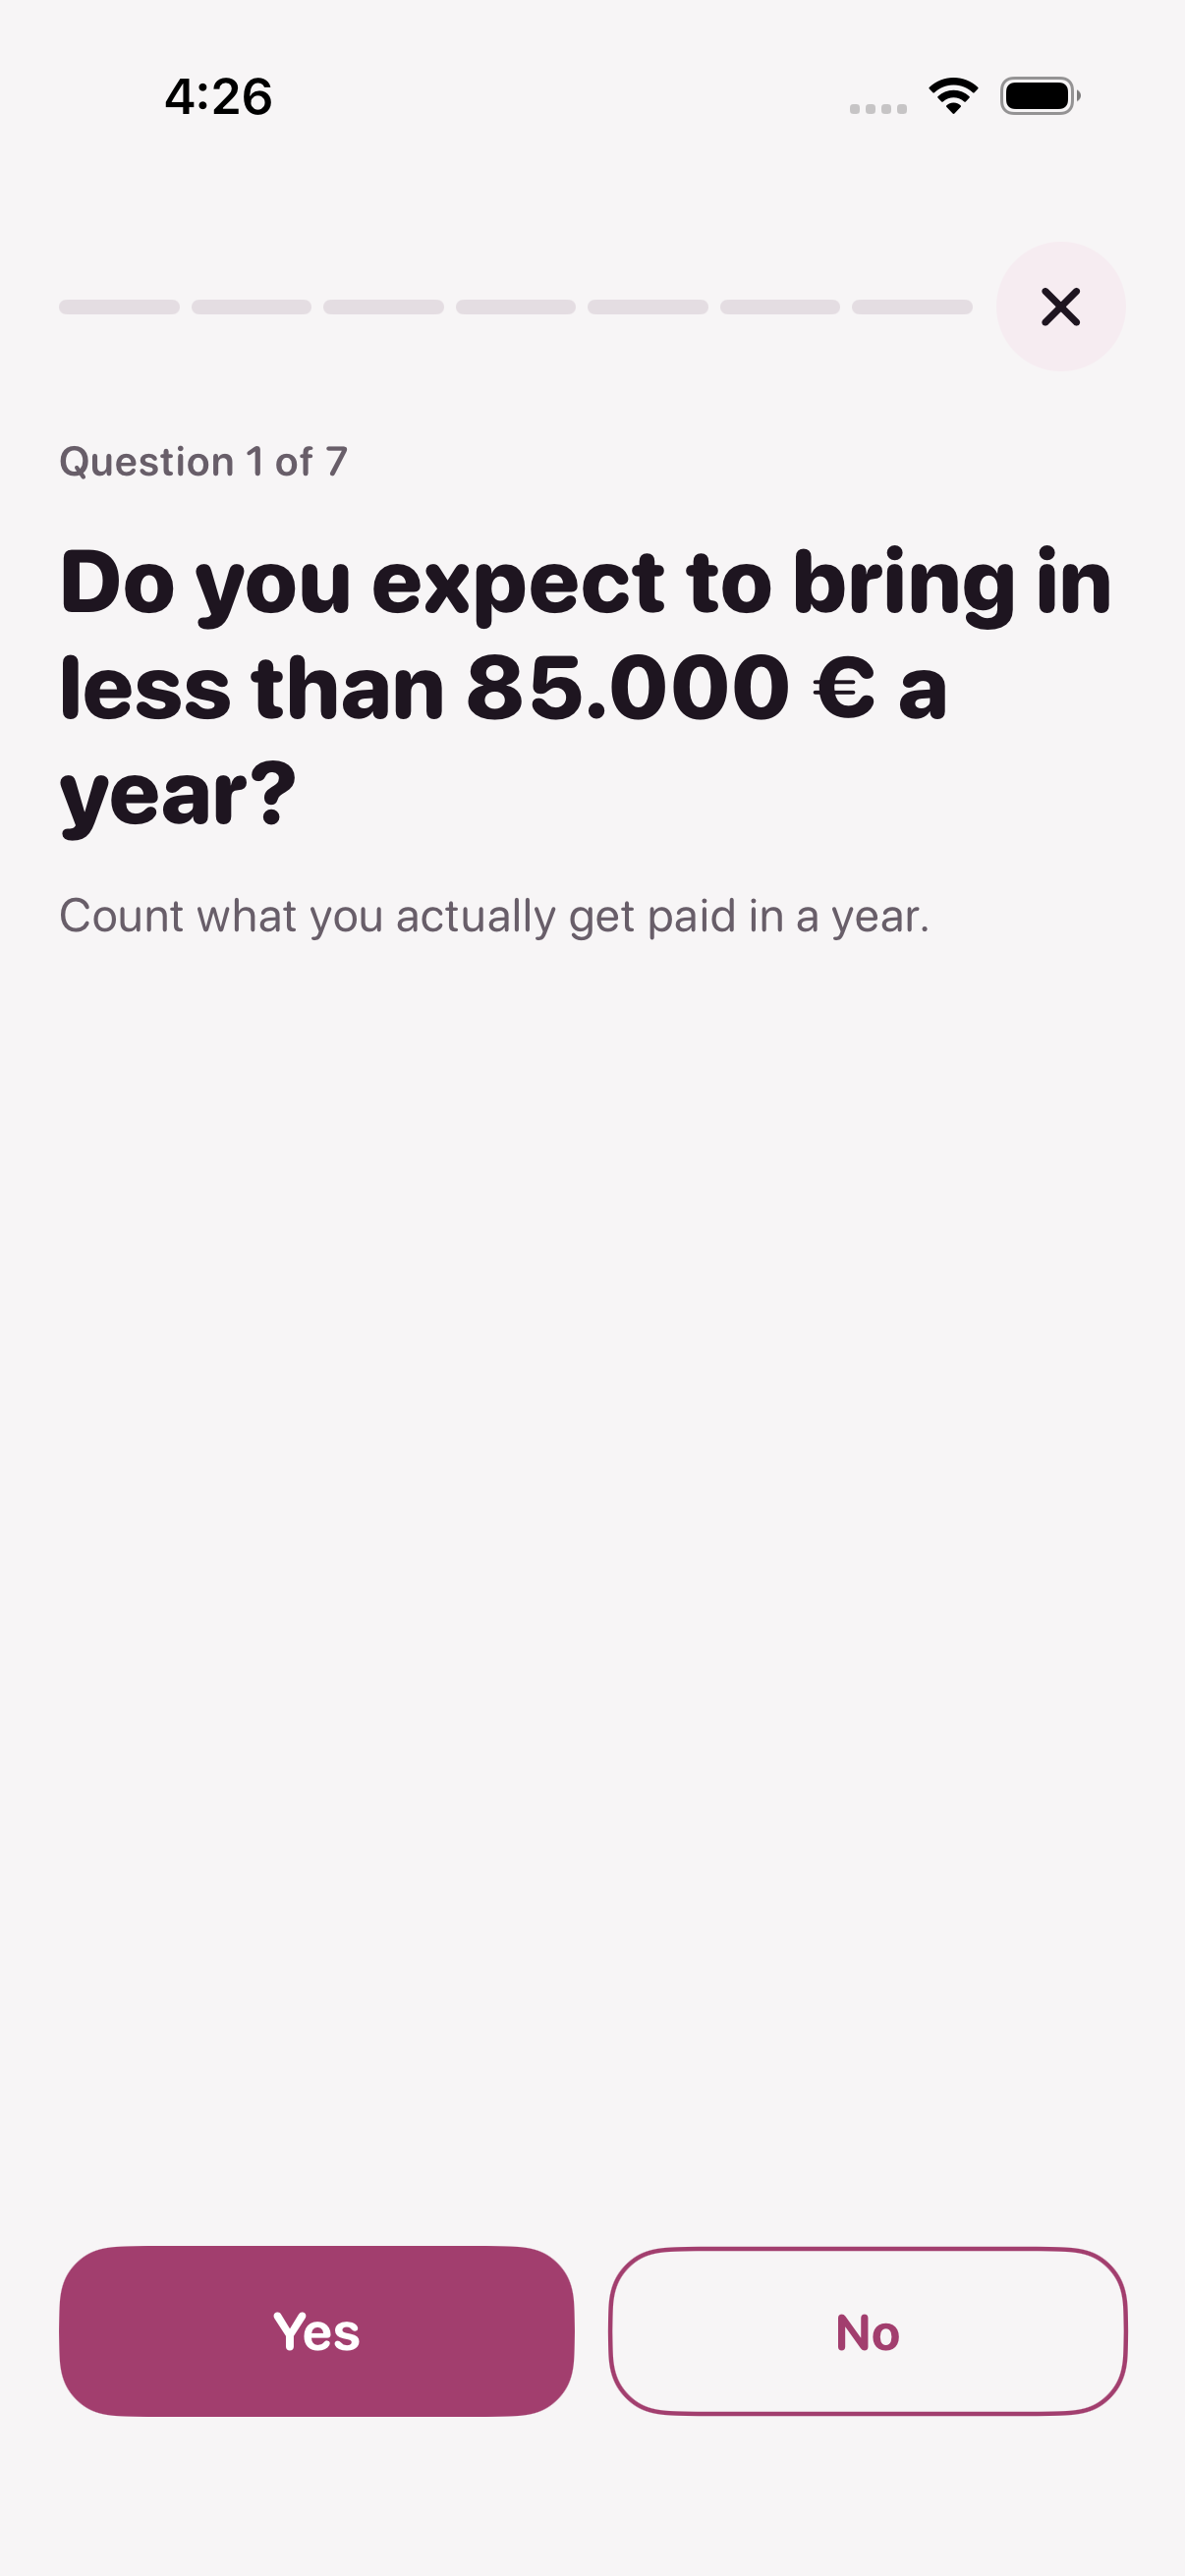 4:26
Question 1 of 7
Do you expect to bring in
less than 85.000 € a
year?
Count what you actually get paid in a year.
Yes
No